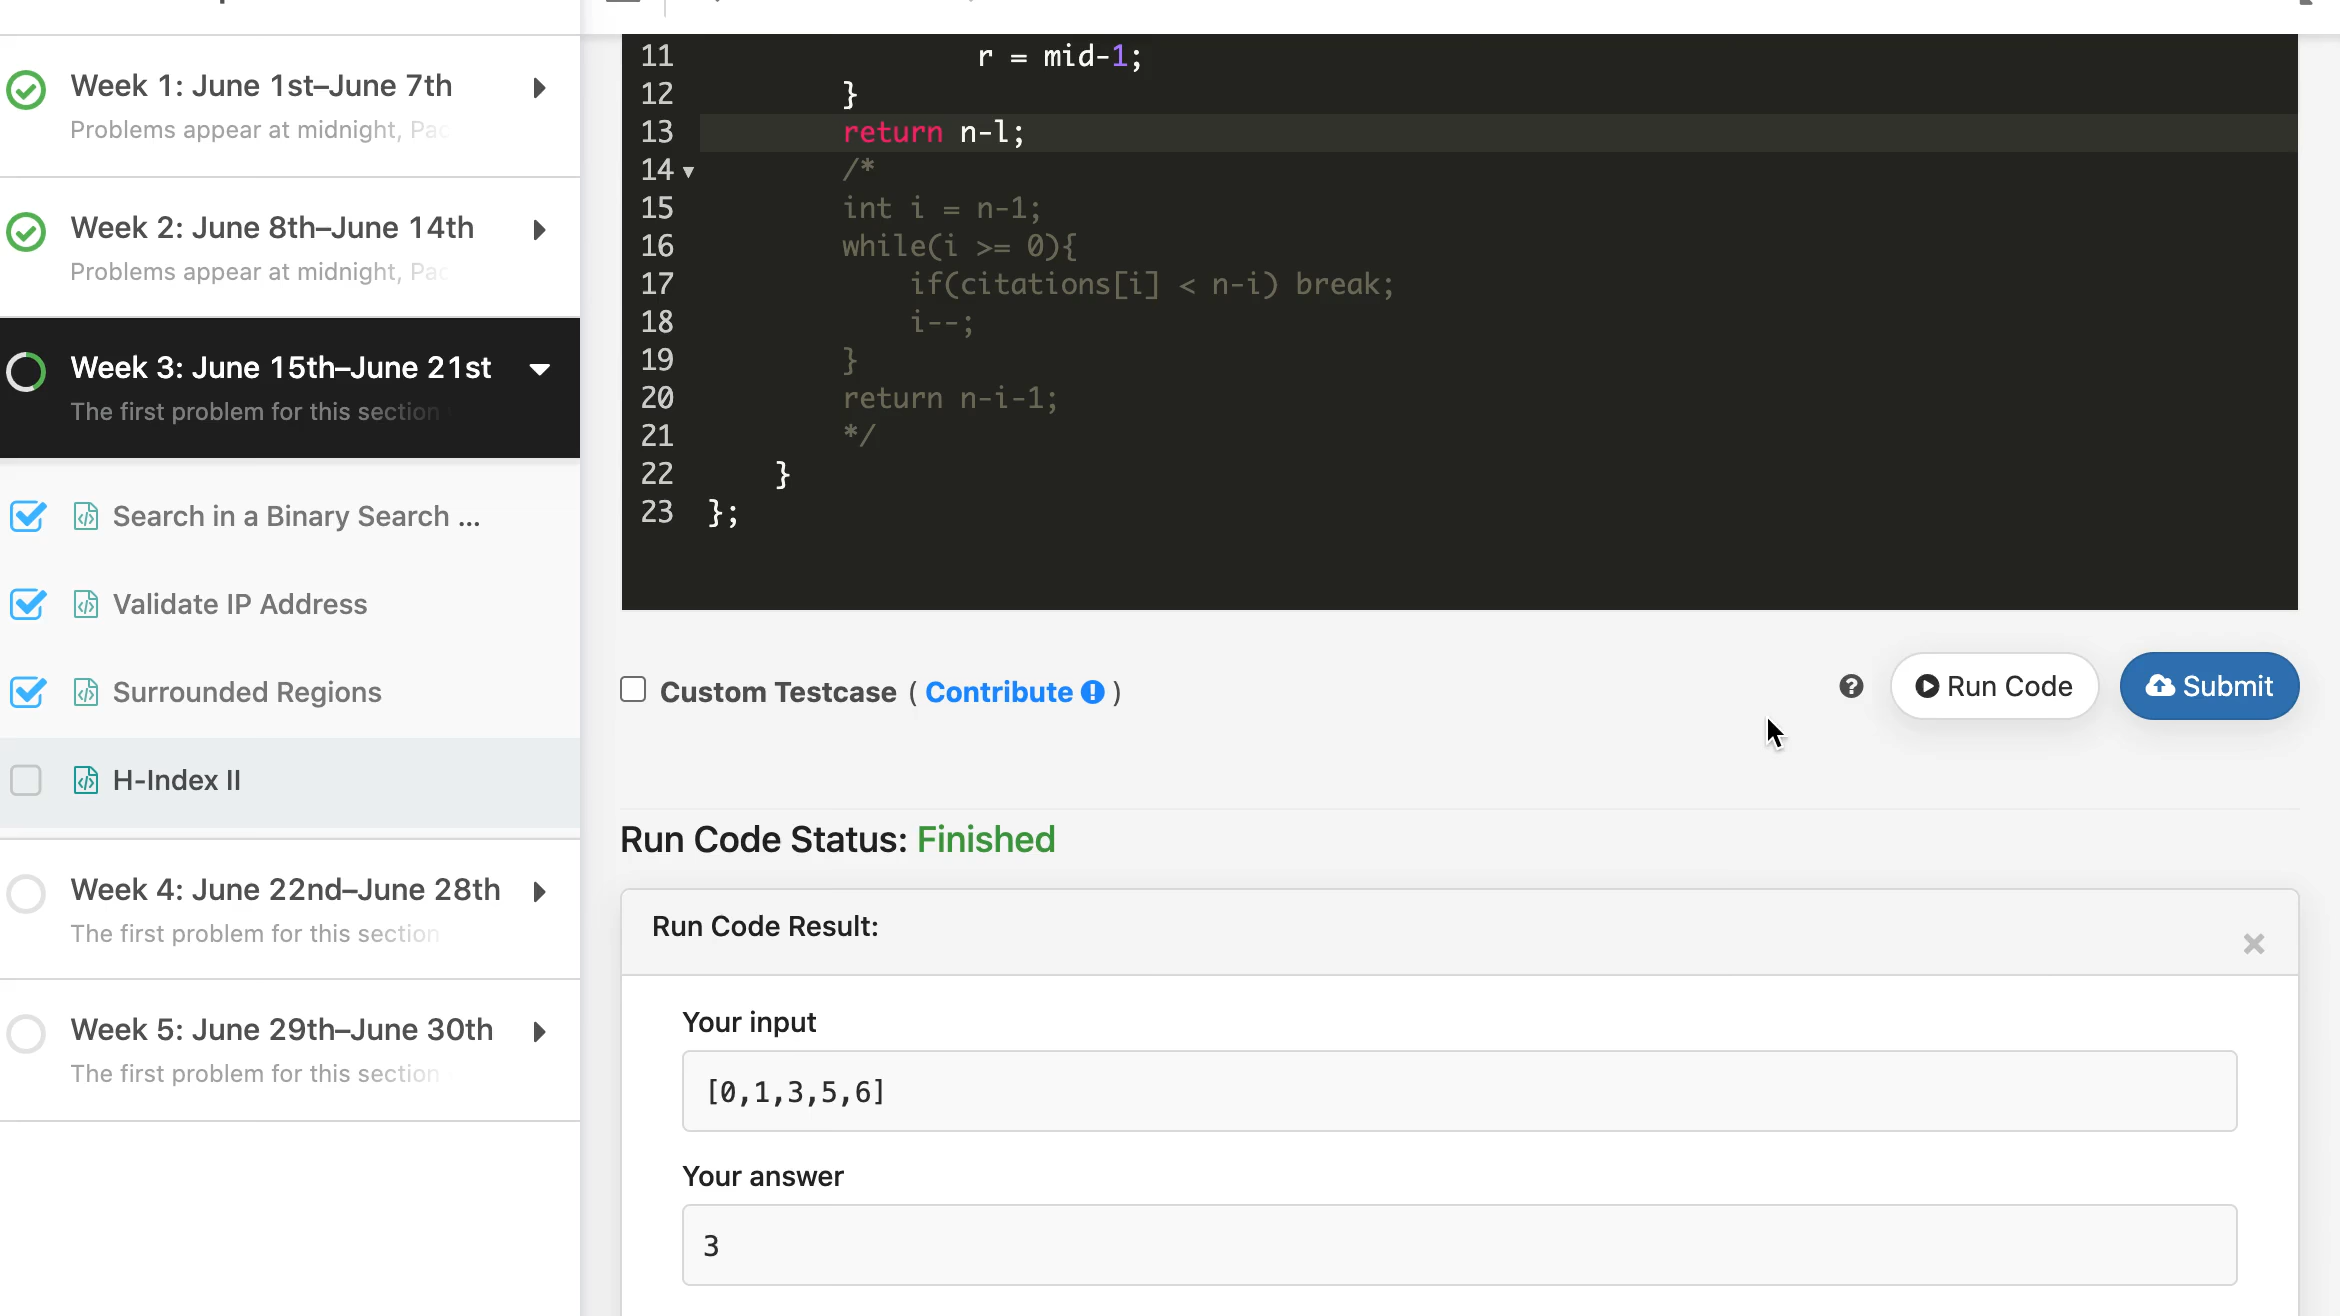 Week 1: June 1st–June 7th
Problems appear at midnight, Pac
Week 2: June 8th–June 14th
Problems appear at midnight, Pac
Week 3: June 15th–June 21st
The first problem for this section
Search in a Binary Search ...
Validate IP Address
Surrounded Regions
H-Index II
Week 4: June 22nd–June 28th
The first problem for this section
Week 5: June 29th–June 30th
The first problem for this section
11 r = mid-1;
12 }
13 return n-l;
14 /*
15 int i = n-1;
16 while(i >= 0){
17 if(citations[i] < n-i) break;
18 i--;
19 }
20 return n-i-1;
21 */
22 }
23 };
Custom Testcase ( Contribute )
Run Code
Submit
Run Code Status: Finished
Run Code Result:
Your input
[0,1,3,5,6]
Your answer
3